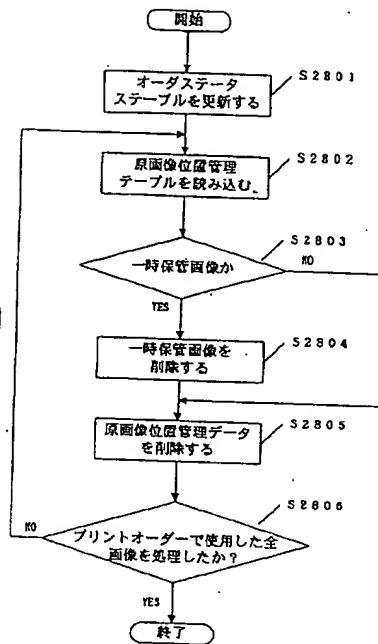 開始
オーダステータ
ステーブルを更新する
S2801
原画像位置管理
テーブルを読み込む。
S2802
一時保管画像か
S2803
NO
YES
一時保管画像を
削除する
S2804
原画像位置管理データ
を削除する
S2805
プリントオーダーで使用した全
画像を処理したか？
S2806
NO
YES
終了